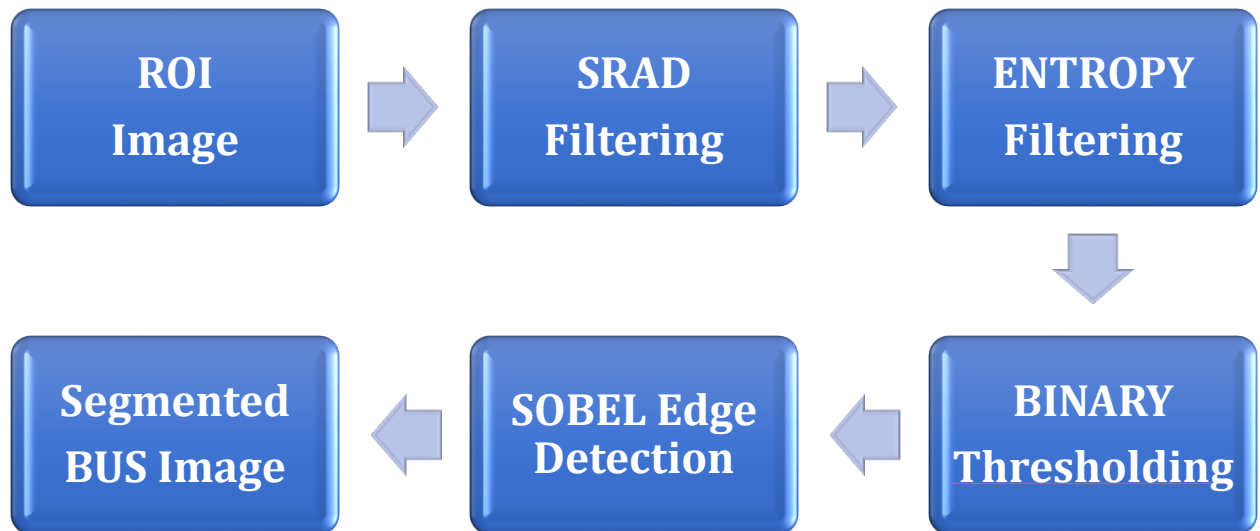 ROI
Image
SRAD
Filtering
ENTROPY
Filtering
BINARY
Thresholding
SOBEL Edge
Detection
Segmented
BUS Image